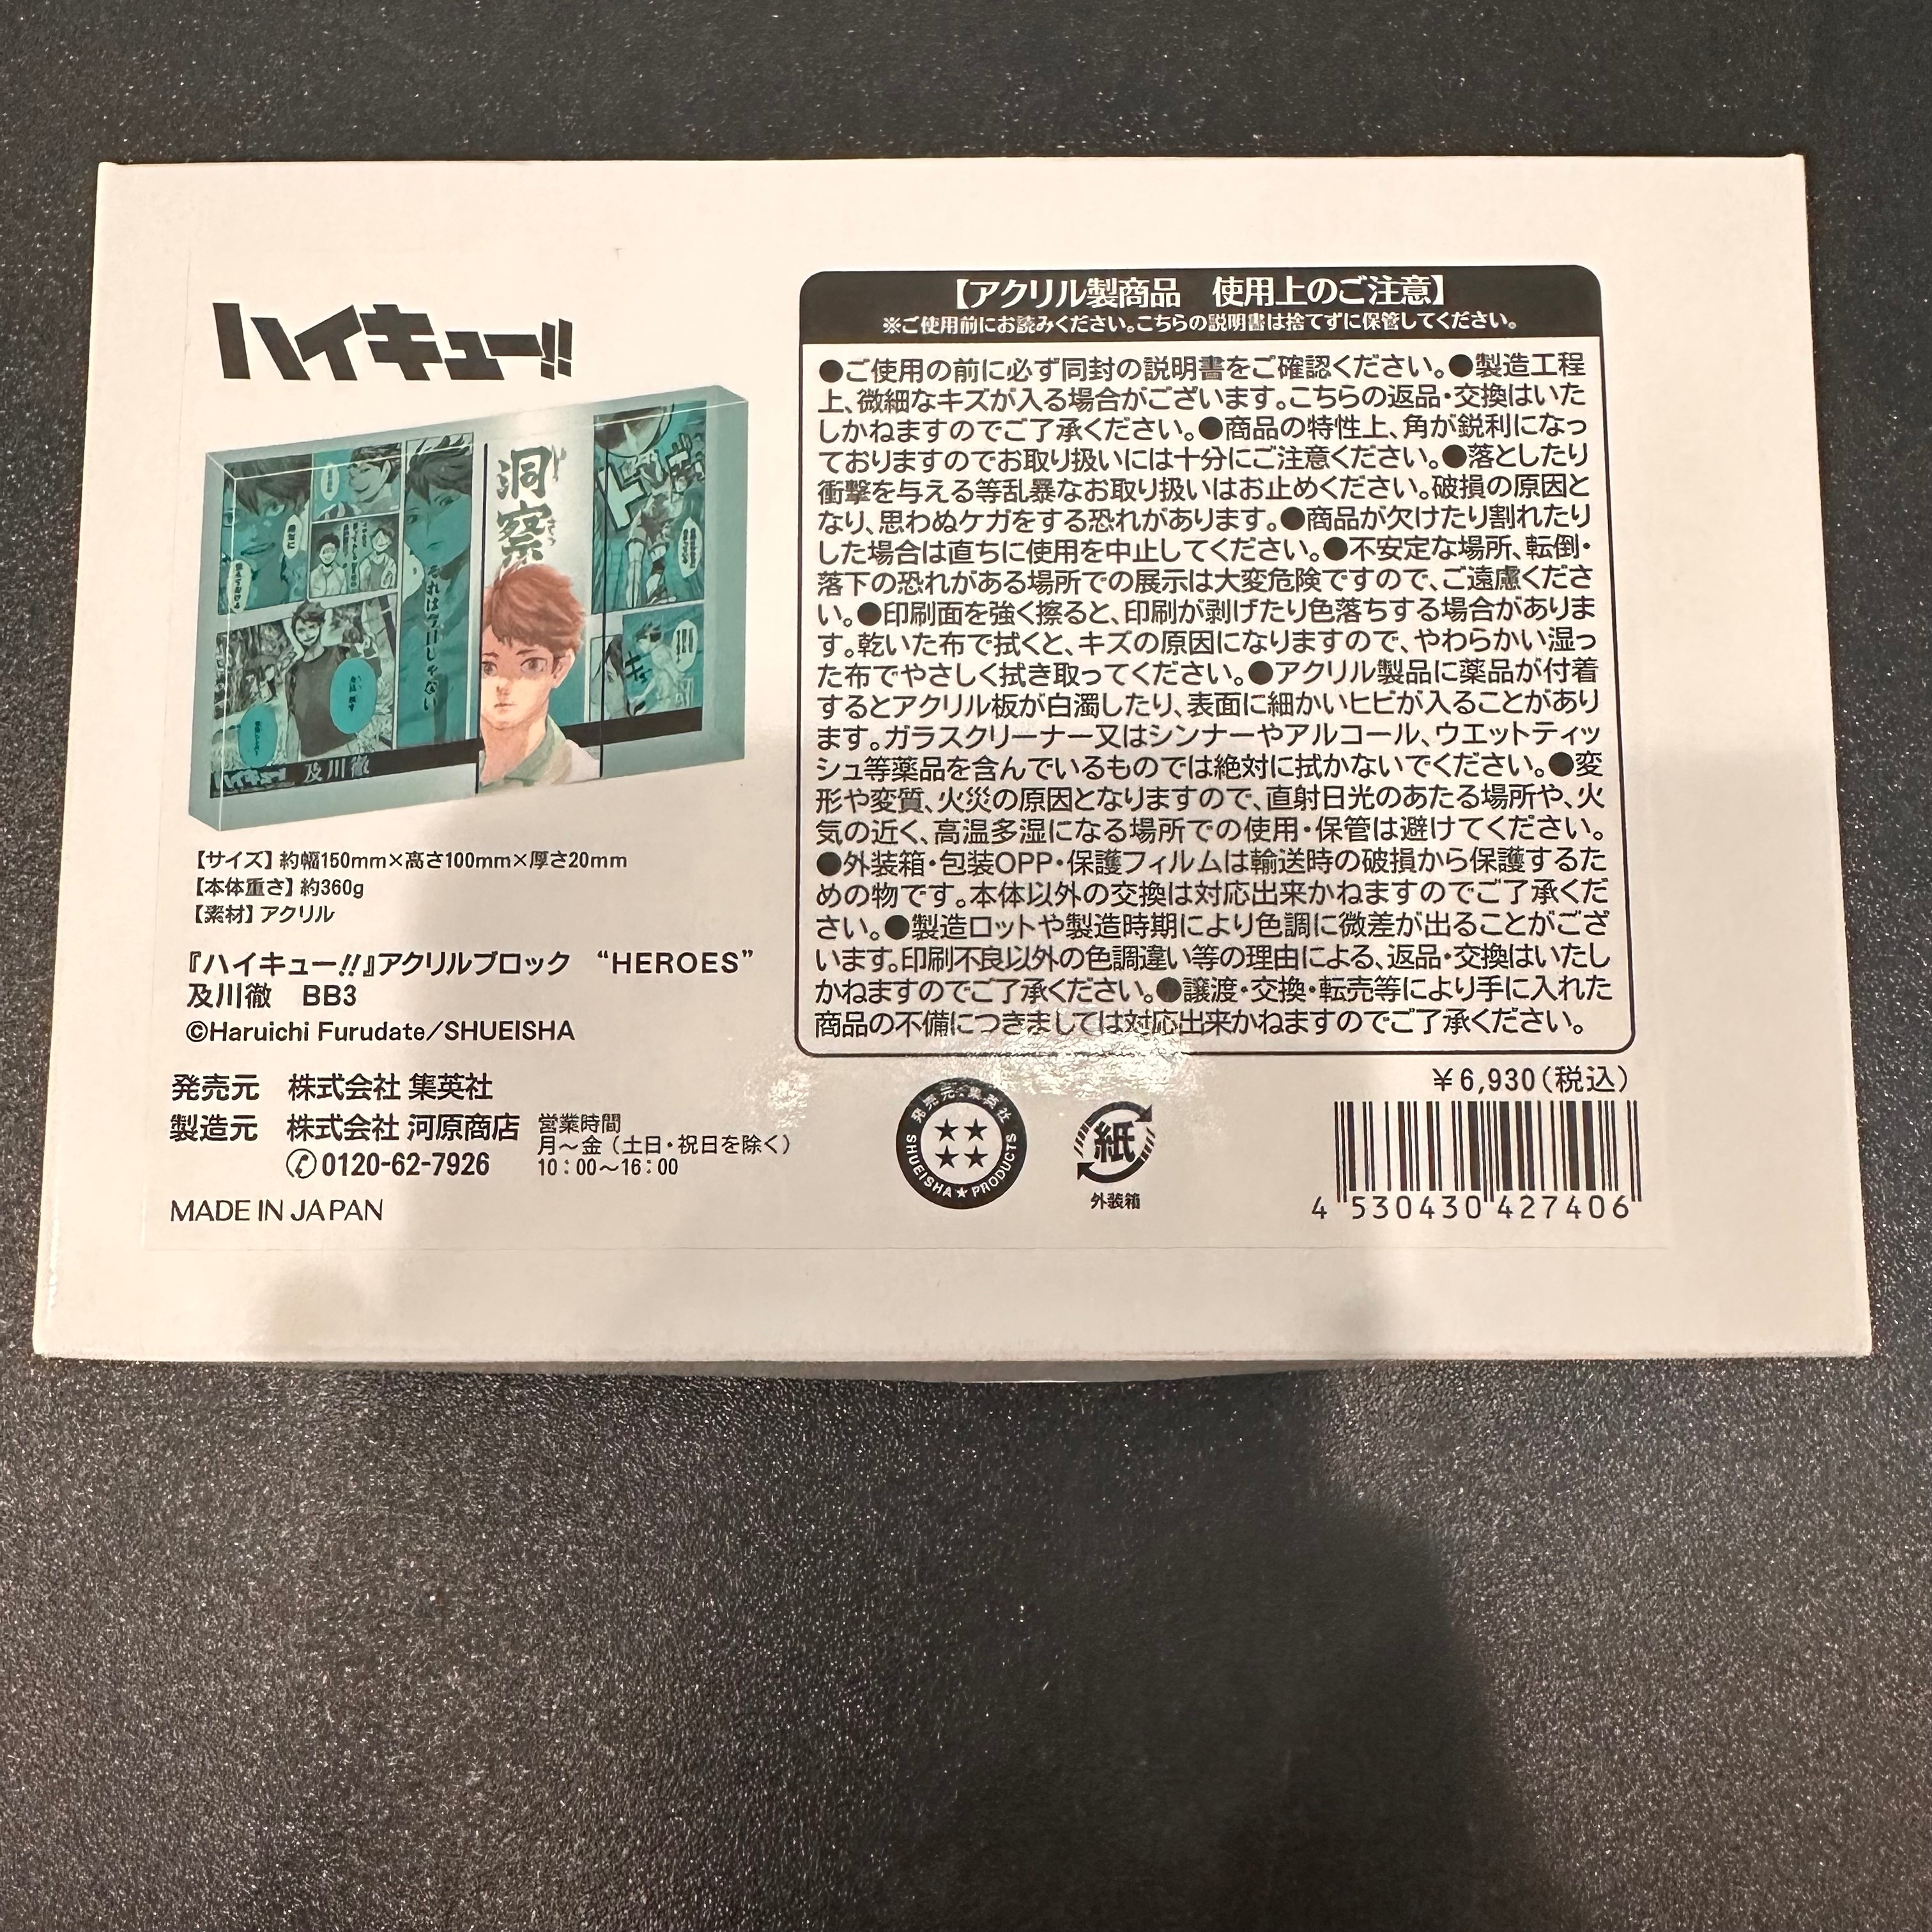 ハイキュー!!
洞察
どう
さつ
それは今日じゃない
ハイキュー!! 及川徹
【サイズ】約幅150mm×高さ100mm×厚さ20mm
【本体重さ】約360g
【素材】アクリル
『ハイキュー!!』アクリルブロック “HEROES”
及川徹 BB3
©Haruichi Furudate/SHUEISHA
発売元 株式会社 集英社
製造元 株式会社 河原商店
0120-62-7926
営業時間
月～金（土日・祝日を除く）
10：00～16：00
MADE IN JAPAN
【アクリル製商品 使用上のご注意】
※ご使用前にお読みください。こちらの説明書は捨てずに保管してください。
●ご使用の前に必ず同封の説明書をご確認ください。●製造工程
上、微細なキズが入る場合がございます。こちらの返品・交換はいた
しかねますのでご了承ください。●商品の特性上、角が鋭利になっ
ておりますのでお取り扱いには十分にご注意ください。●落としたり
衝撃を与える等乱暴なお取り扱いはお止めください。破損の原因と
なり、思わぬケガをする恐れがあります。●商品が欠けたり割れたり
した場合は直ちに使用を中止してください。●不安定な場所、転倒・
落下の恐れがある場所での展示は大変危険ですので、ご遠慮くださ
い。●印刷面を強く擦ると、印刷が剥げたり色落ちする場合がありま
す。乾いた布で拭くと、キズの原因になりますので、やわらかい湿っ
た布でやさしく拭き取ってください。●アクリル製品に薬品が付着
するとアクリル板が白濁したり、表面に細かいヒビが入ることがあり
ます。ガラスクリーナー又はシンナーやアルコール、ウエットティッ
シュ等薬品を含んでいるものでは絶対に拭かないでください。●変
形や変質、火災の原因となりますので、直射日光のあたる場所や、火
気の近く、高温多湿になる場所での使用・保管は避けてください。
●外装箱・包装OPP・保護フィルムは輸送時の破損から保護するた
めの物です。本体以外の交換は対応出来かねますのでご了承くだ
さい。●製造ロットや製造時期により色調に微差が出ることがござ
います。印刷不良以外の色調違い等の理由による、返品・交換はいたし
かねますのでご了承ください。●譲渡・交換・転売等により手に入れた
商品の不備につきましては対応出来かねますのでご了承ください。
発売元・集英社
SHUEISHA★PRODUCTS
紙
外装箱
￥6,930（税込）
4 530430 427406